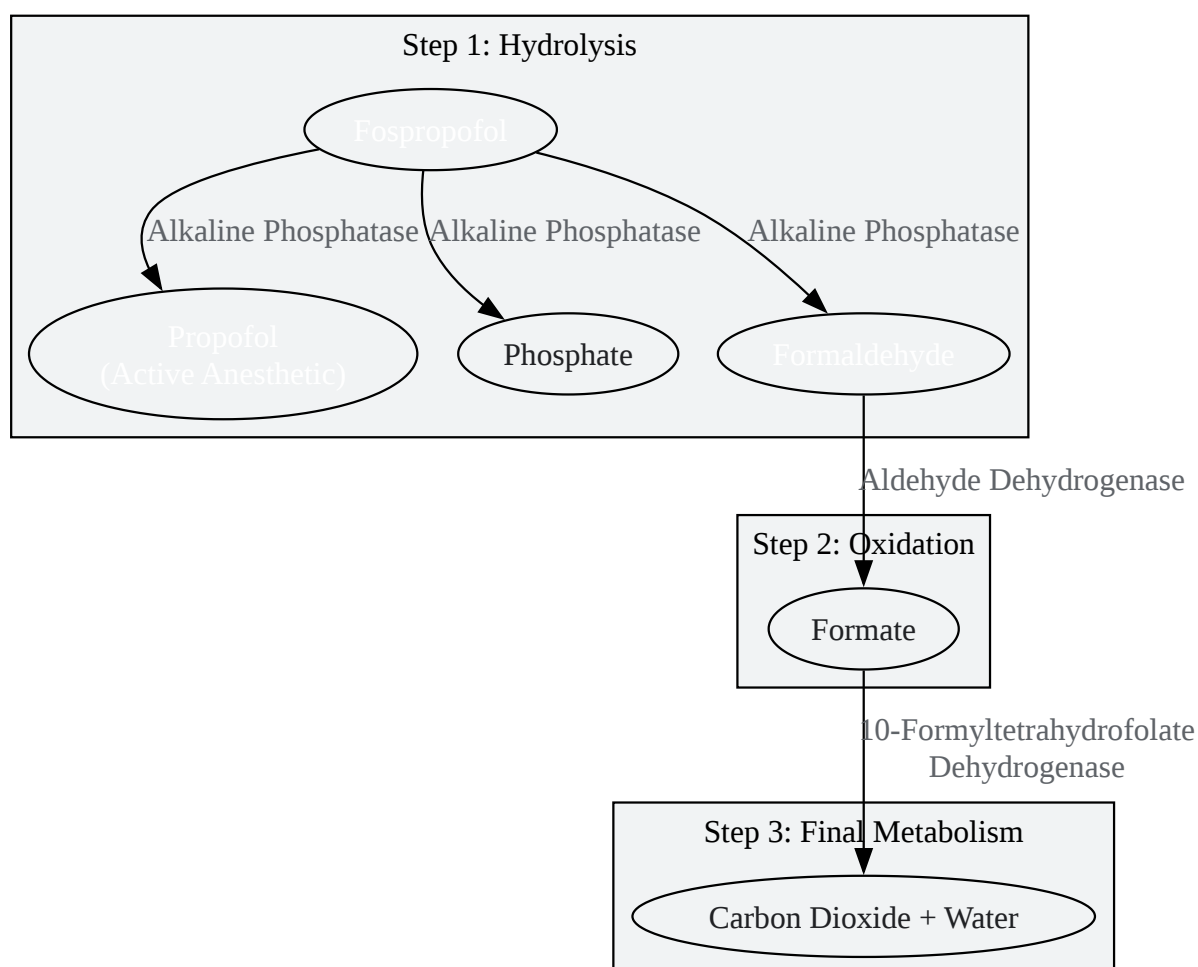 Step 1: Hydrolysis
Fospropofol
Alkaline Phosphatase
Alkaline Phosphatase
Alkaline Phosphatase
Propofol
(Active Anesthetic)
Phosphate
Formaldehyde
Aldehyde Dehydrogenase
Step 2: Oxidation
Formate
10-Formyltetrahydrofolate
Dehydrogenase
Step 3: Final Metabolism
Carbon Dioxide + Water